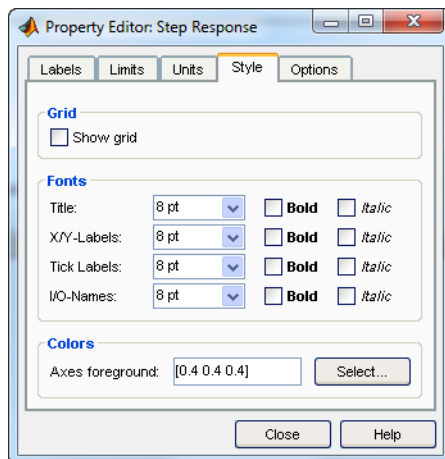 Property Editor: Step Response
Labels Limits Units Style Options
Grid
Show grid
Fonts
Title: 8 pt Bold Italic
X/Y-Labels: 8 pt Bold Italic
Tick Labels: 8 pt Bold Italic
I/O-Names: 8 pt Bold Italic
Colors
Axes foreground: [0.4 0.4 0.4] Select...
Close Help